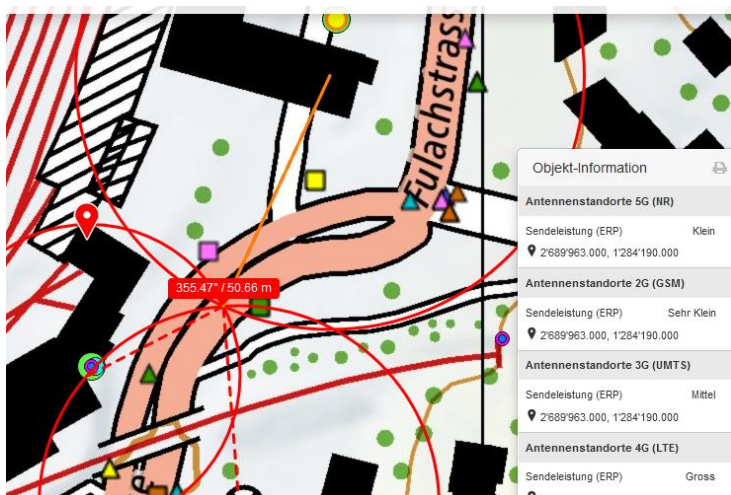 Fulachstrass
355.47° / 50.66 m
Objekt-Information
Antennenstandorte 5G (NR)
Sendeleistung (ERP) Klein
2'689'963.000, 1'284'190.000
Antennenstandorte 2G (GSM)
Sendeleistung (ERP) Sehr Klein
2'689'963.000, 1'284'190.000
Antennenstandorte 3G (UMTS)
Sendeleistung (ERP) Mittel
2'689'963.000, 1'284'190.000
Antennenstandorte 4G (LTE)
Sendeleistung (ERP) Gross